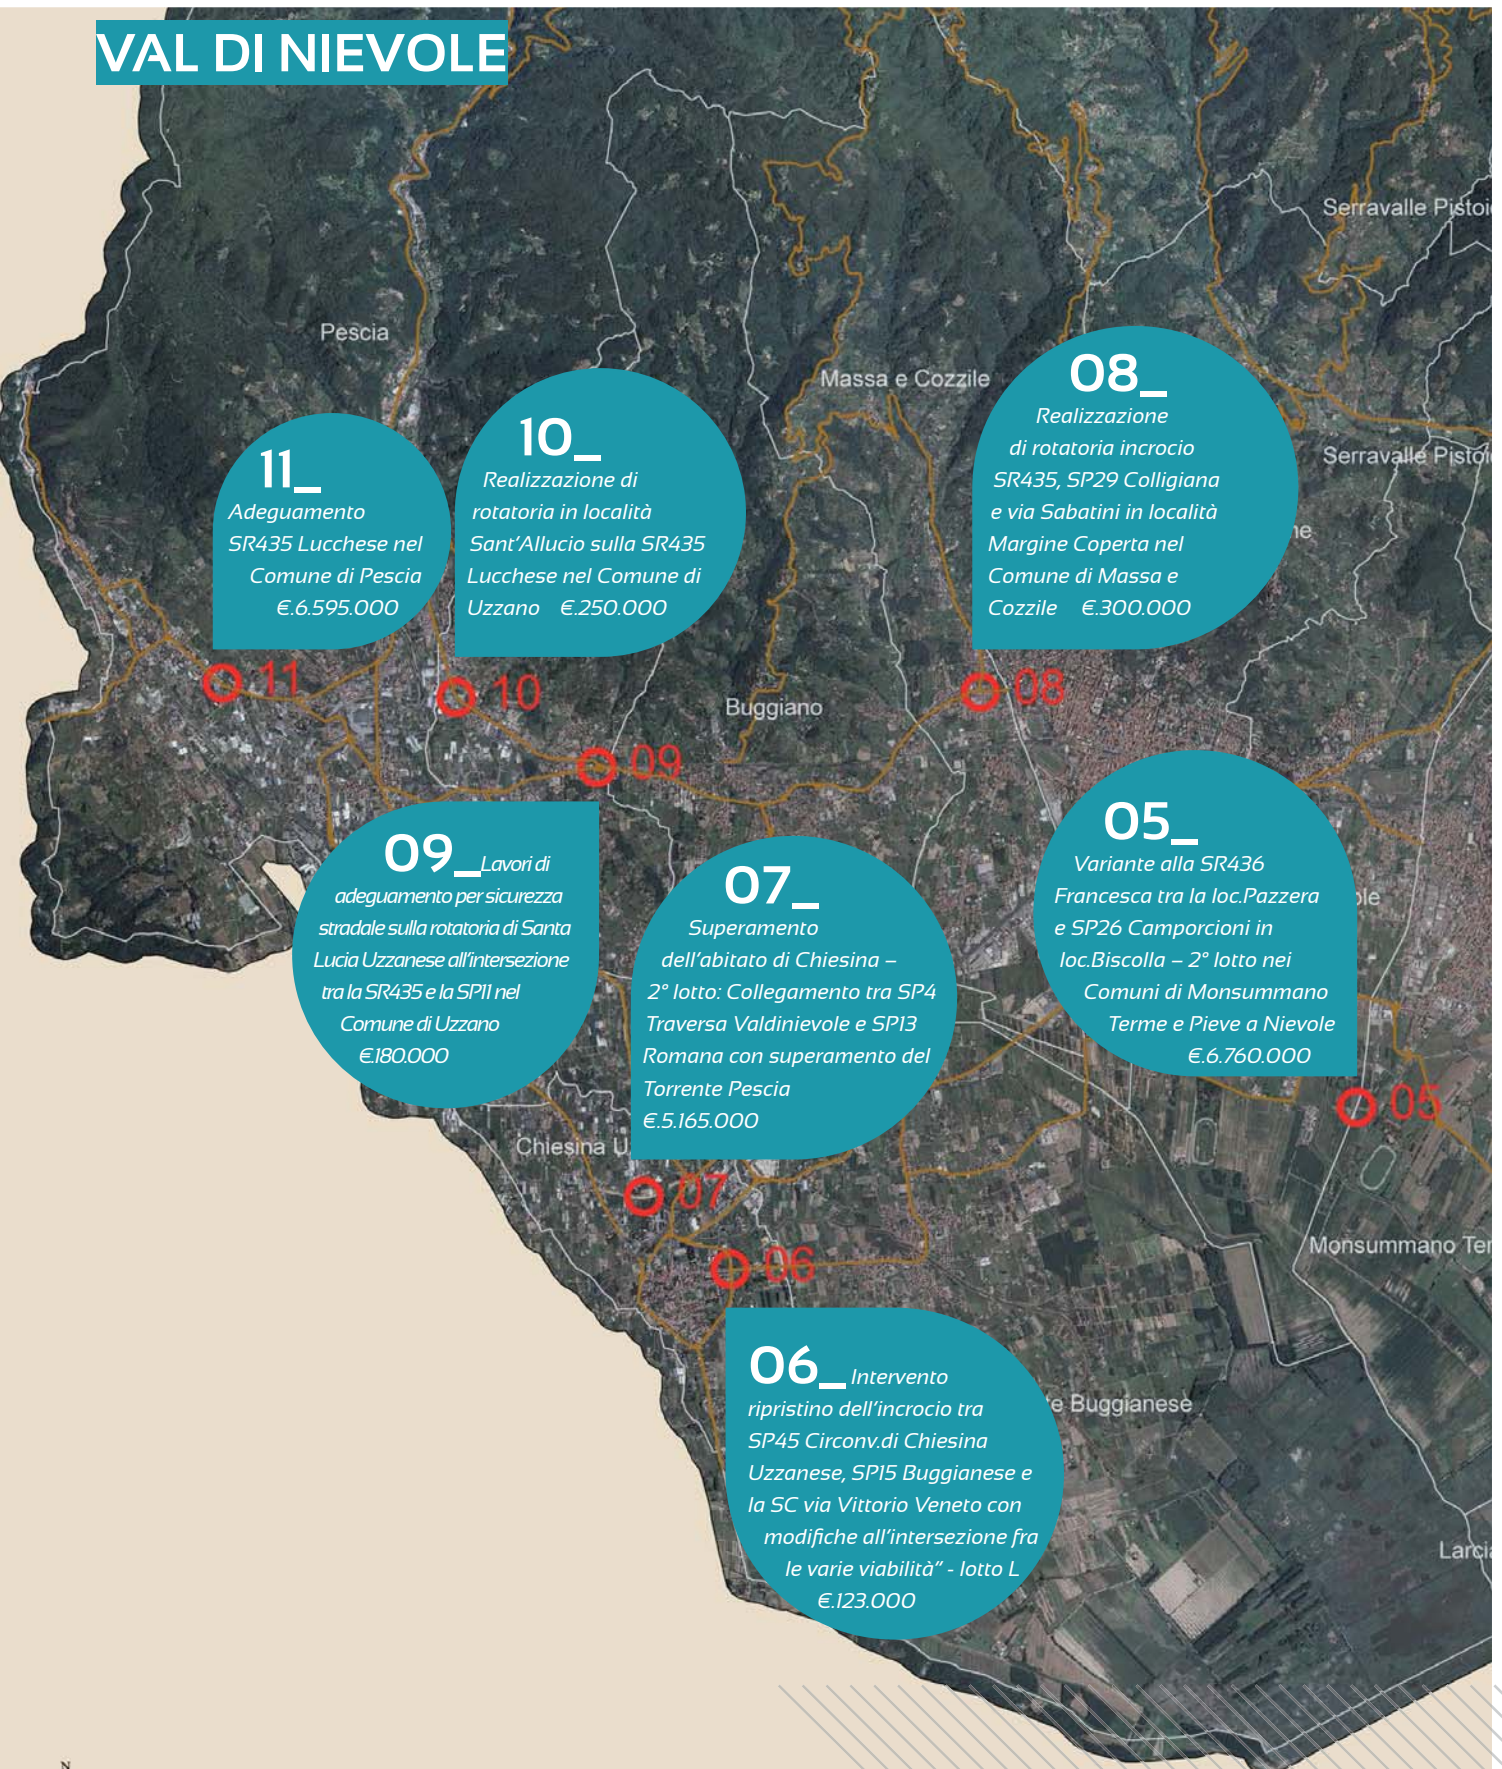 VAL DI NIEVOLE
Serravalle
Pescia
Massa e Cozzile
08_
Realizzazione
di rotatoria incrocio
SR435, SP29 Colligiana
e via Sabatini in località
Margine Coperta nel
Comune di Massa e
Cozzile €.300.000
10_
Realizzazione di
rotatoria in località
Sant'Allucio sulla SR435
Lucchese nel Comune di
Uzzano €.250.000
11_
Adeguamento
SR435 Lucchese nel
Comune di Pescia
€.6.595.000
Serravalle
11
10
Buggiano
08
09
09_Lavori di
adeguamento per sicurezza
stradale sulla rotatoria di Santa
Lucia Uzzanese all'intersezione
tra la SR435 e la SP11 nel
Comune di Uzzano
€.180.000
07_
Superamento
dell'abitato di Chiesina –
2° lotto: Collegamento tra SP4
Traversa Valdinievole e SP13
Romana con superamento del
Torrente Pescia
€.5.165.000
05_
Variante alla SR436
Francesca tra la loc.Pazzera
e SP26 Camporcioni in
loc.Biscolla – 2° lotto nei
Comuni di Monsummano
Terme e Pieve a Nievole
€.6.760.000
05
Chiesina
07
06
Monsummano
06_ Intervento
ripristino dell'incrocio tra
SP45 Circonv.di Chiesina
Uzzanese, SP15 Buggianese e
la SC via Vittorio Veneto con
modifiche all'intersezione fra
le varie viabilità" - lotto L
€.123.000
Buggianese
N